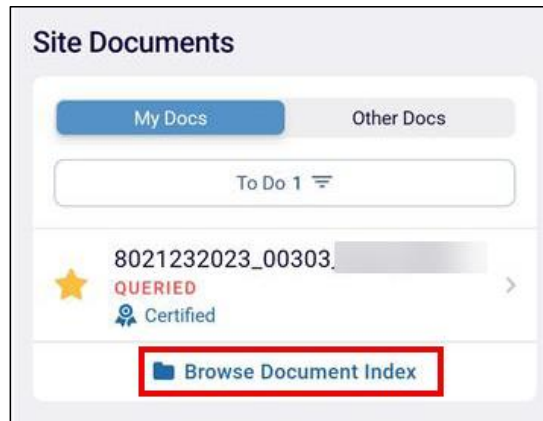 Site Documents
My Docs
Other Docs
To Do 1
8021232023_00303_
QUERIED
Certified
Browse Document Index